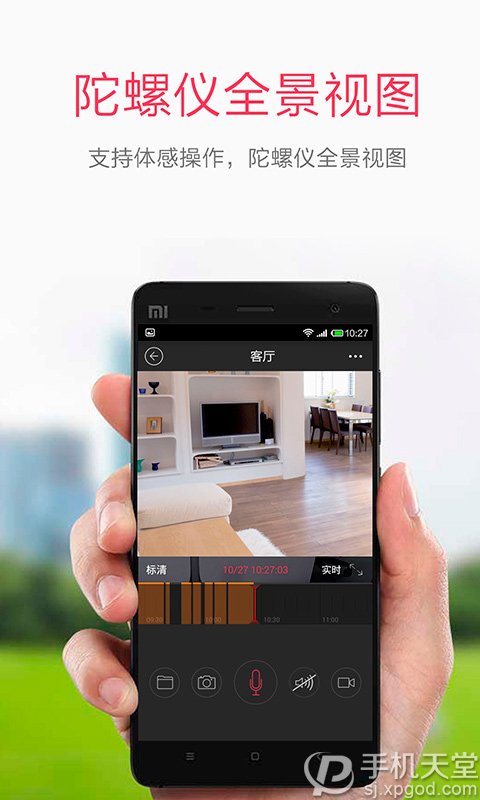 陀螺仪全景视图
支持体感操作，陀螺仪全景视图
MI
10:27
客厅
标清
10/27 10:27:03
实时
09:30
10:00
10:30
11:00
手机天堂
sj.xpgod.com